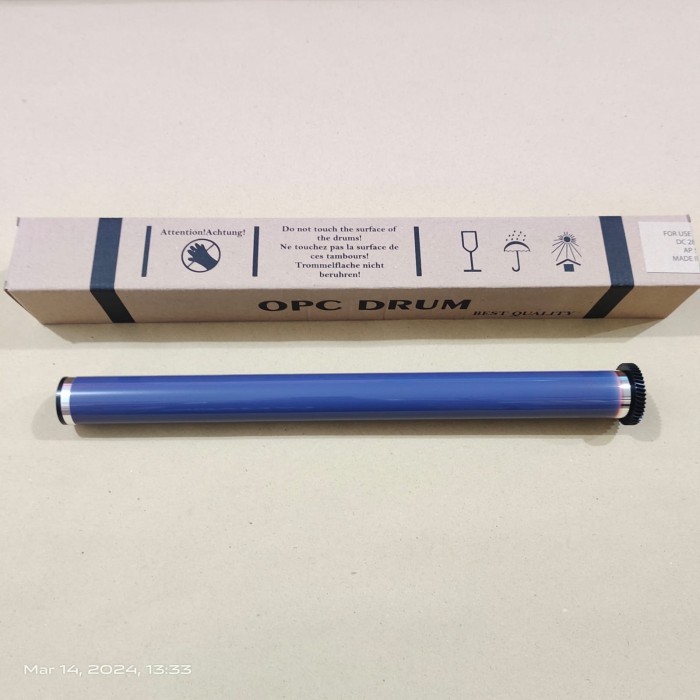 Attention!Achtung!
Do not touch the surface of
the drums!
Ne touchez pas la surface de
ces tambours!
Trommelflache nicht
beruhren!
FOR USE
DC
AP
MADE
OPC DRUM
BEST QUALITY
Mar 14, 2024, 13:33